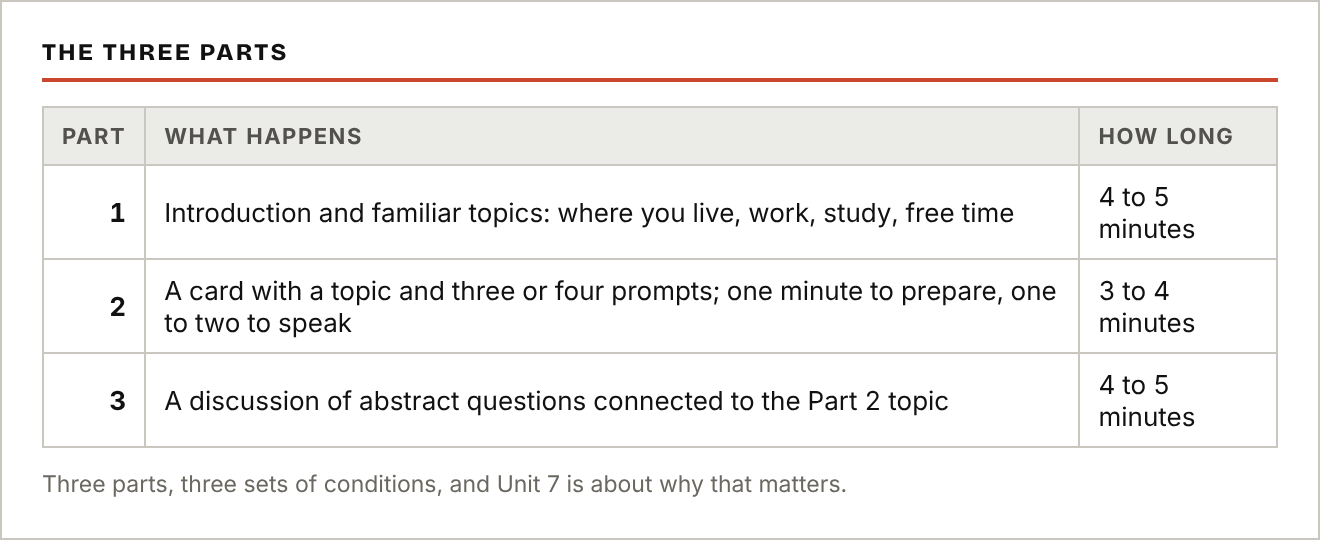 THE THREE PARTS
PART WHAT HAPPENS HOW LONG
1 Introduction and familiar topics: where you live, work, study, free time 4 to 5
minutes
2 A card with a topic and three or four prompts; one minute to prepare, one
to two to speak
3 to 4
minutes
3 A discussion of abstract questions connected to the Part 2 topic 4 to 5
minutes
Three parts, three sets of conditions, and Unit 7 is about why that matters.